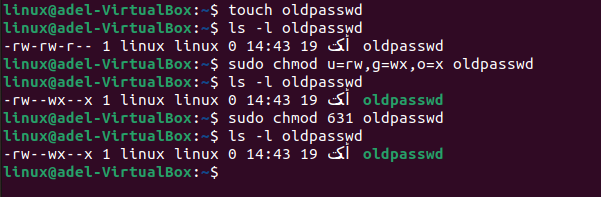 linux@adel-VirtualBox:~$ touch oldpasswd
linux@adel-VirtualBox:~$ ls -l oldpasswd
-rw-rw-r-- 1 linux linux 0 14:43 19 أكت oldpasswd
linux@adel-VirtualBox:~$ sudo chmod u=rw,g=wx,o=x oldpasswd
linux@adel-VirtualBox:~$ ls -l oldpasswd
-rw--wx--x 1 linux linux 0 14:43 19 أكت oldpasswd
linux@adel-VirtualBox:~$ sudo chmod 631 oldpasswd
linux@adel-VirtualBox:~$ ls -l oldpasswd
-rw--wx--x 1 linux linux 0 14:43 19 أكت oldpasswd
linux@adel-VirtualBox:~$